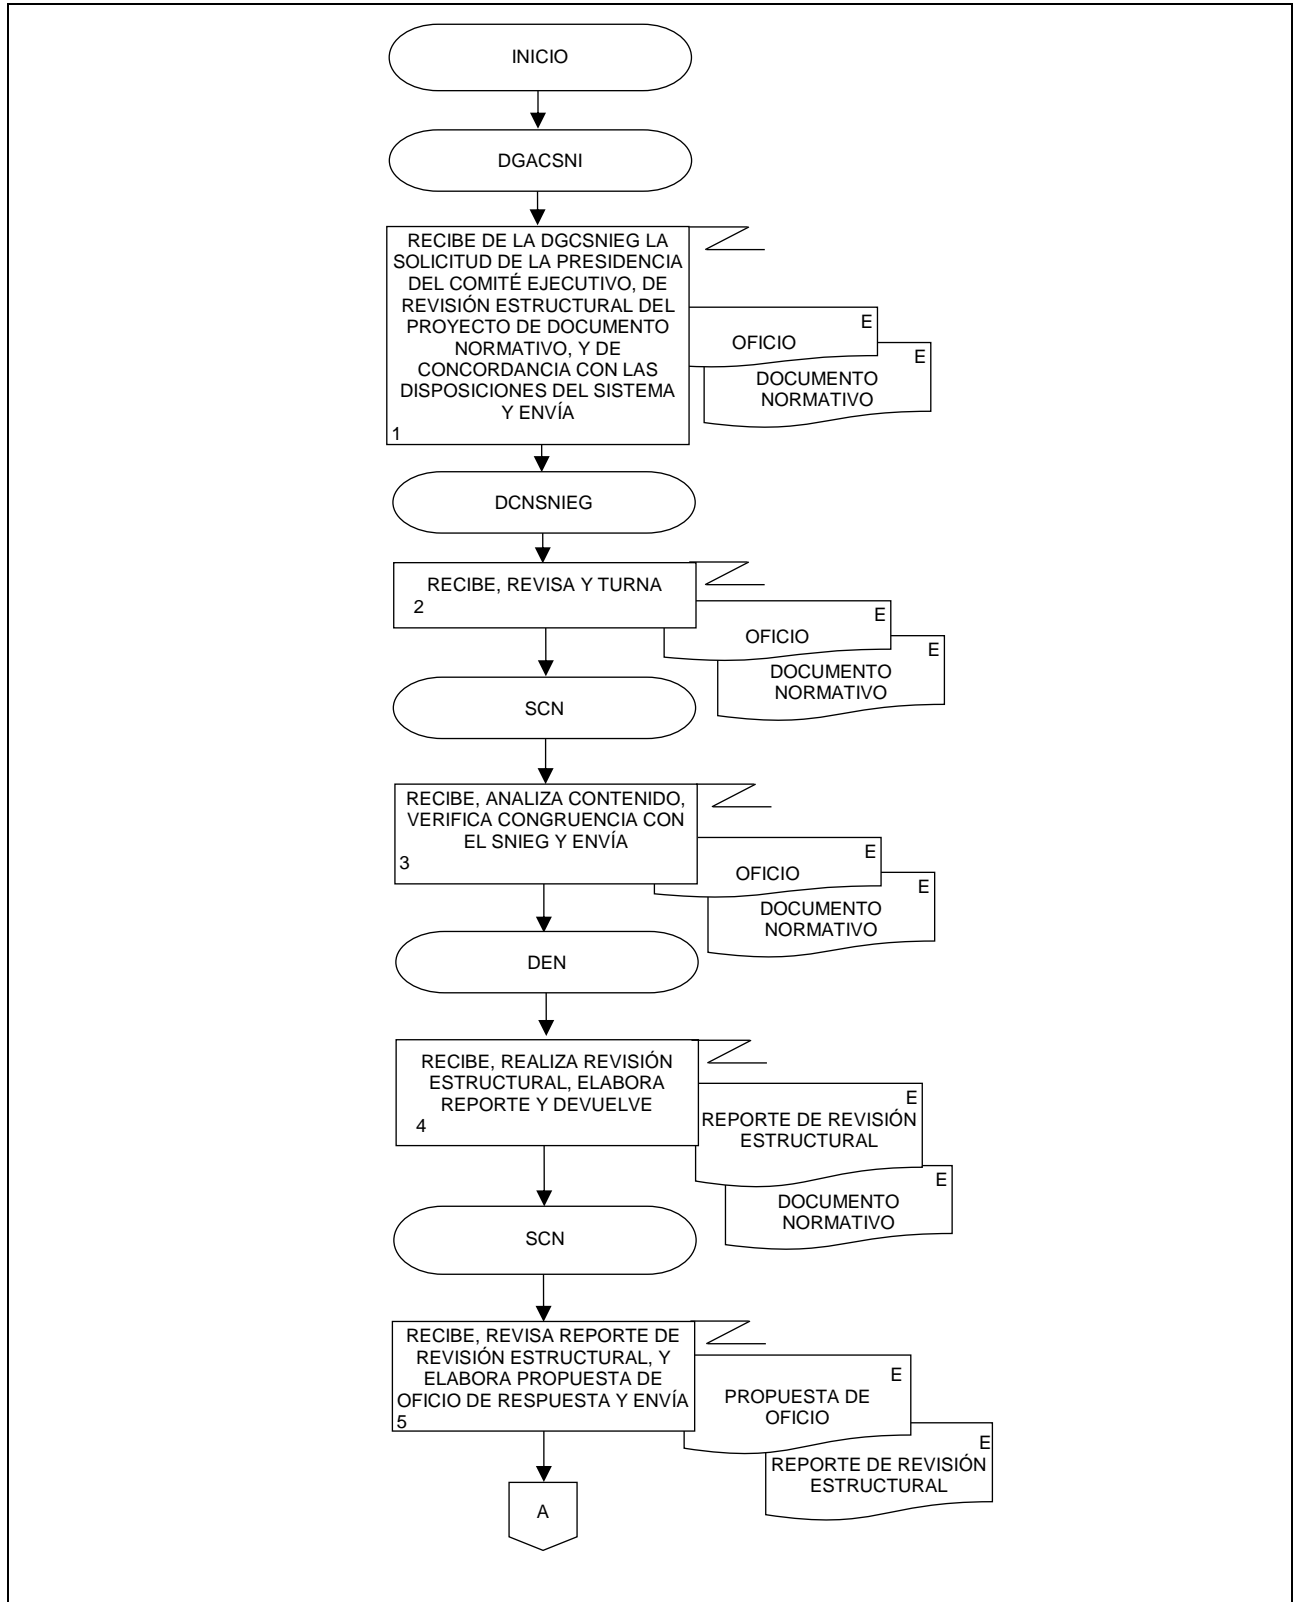 INICIO
DGACSNI
RECIBE DE LA DGCSNIEG LA
SOLICITUD DE LA PRESIDENCIA
DEL COMITÉ EJECUTIVO, DE
REVISIÓN ESTRUCTURAL DEL
PROYECTO DE DOCUMENTO
NORMATIVO, Y DE
CONCORDANCIA CON LAS
DISPOSICIONES DEL SISTEMA
Y ENVÍA
1
E
OFICIO
E
DOCUMENTO
NORMATIVO
DCNSNIEG
RECIBE, REVISA Y TURNA
2
E
OFICIO
E
DOCUMENTO
NORMATIVO
SCN
RECIBE, ANALIZA CONTENIDO,
VERIFICA CONGRUENCIA CON
EL SNIEG Y ENVÍA
3
E
OFICIO
E
DOCUMENTO
NORMATIVO
DEN
RECIBE, REALIZA REVISIÓN
ESTRUCTURAL, ELABORA
REPORTE Y DEVUELVE
4
E
REPORTE DE REVISIÓN
ESTRUCTURAL
E
DOCUMENTO
NORMATIVO
SCN
RECIBE, REVISA REPORTE DE
REVISIÓN ESTRUCTURAL, Y
ELABORA PROPUESTA DE
OFICIO DE RESPUESTA Y ENVÍA
5
E
PROPUESTA DE
OFICIO
E
REPORTE DE REVISIÓN
ESTRUCTURAL
A